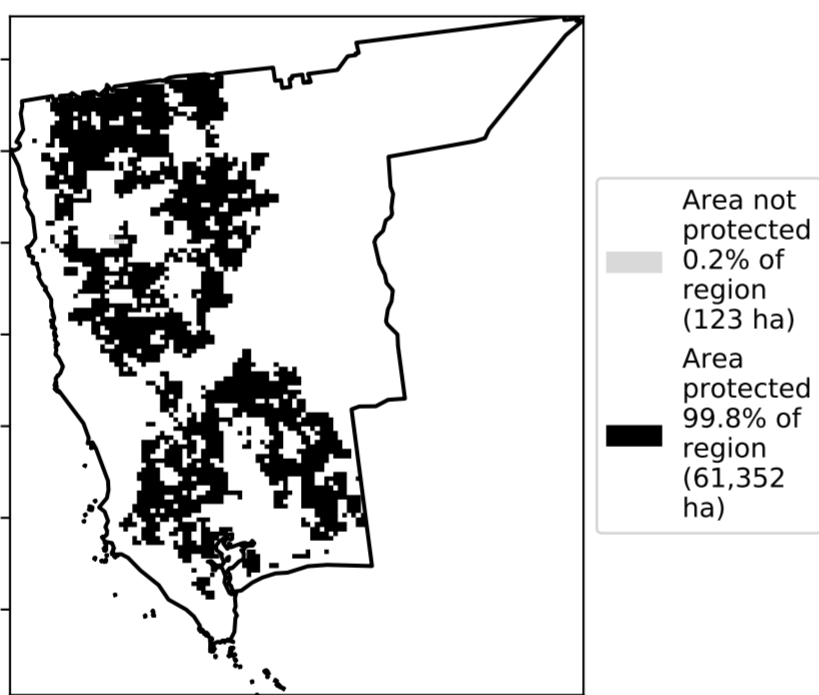 Area not
protected
0.2% of
region
(123 ha)
Area
protected
99.8% of
region
(61,352
ha)